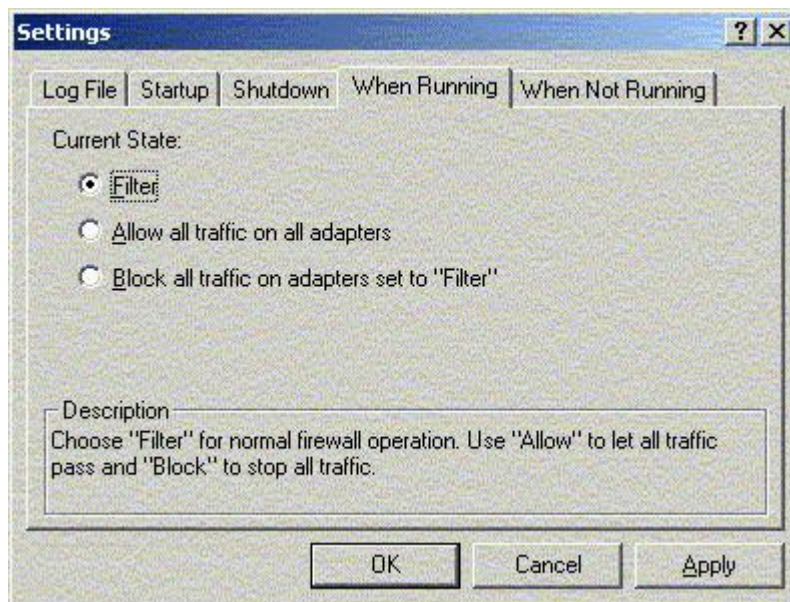 Settings
Log File Startup Shutdown When Running When Not Running
Current State:
Filter
Allow all traffic on all adapters
Block all traffic on adapters set to "Filter"
Description
Choose "Filter" for normal firewall operation. Use "Allow" to let all traffic
pass and "Block" to stop all traffic.
OK Cancel Apply